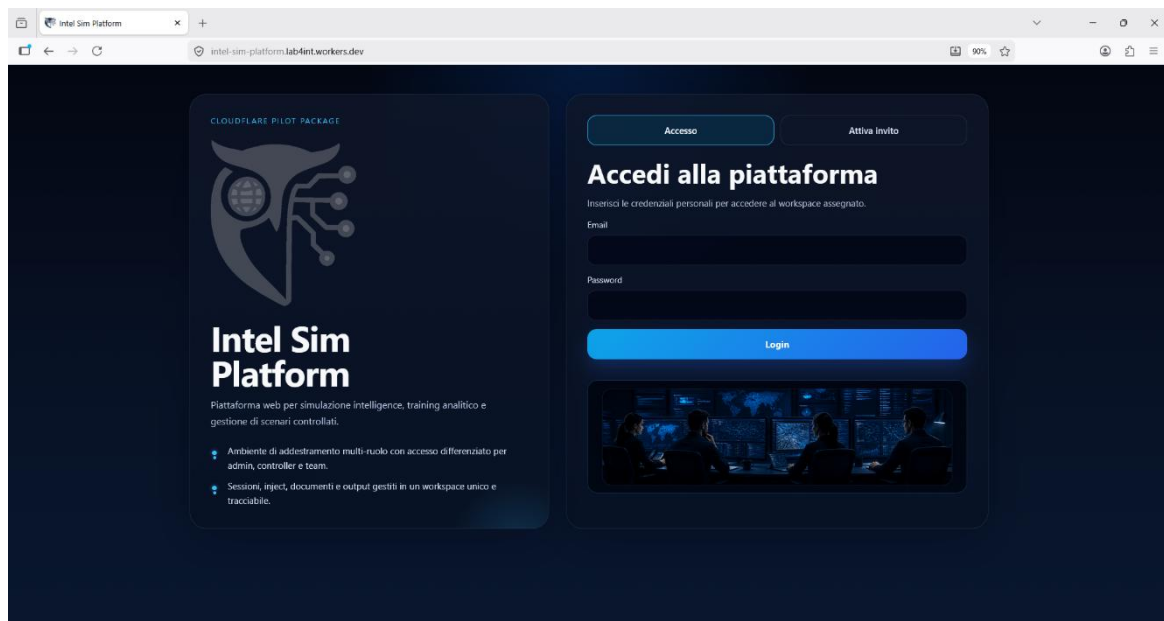 Intel Sim Platform
intel-sim-platform.lab4int.workers.dev
90%
CLOUDFLARE PILOT PACKAGE
Intel Sim
Platform
Piattaforma web per simulazione intelligence, training analitico e
gestione di scenari controllati.
Ambiente di addestramento multi-ruolo con accesso differenziato per
admin, controller e team.
Sessioni, inject, documenti e output gestiti in un workspace unico e
tracciabile.
Accesso
Attiva invito
Accedi alla piattaforma
Inserisci le credenziali personali per accedere al workspace assegnato.
Email
Password
Login